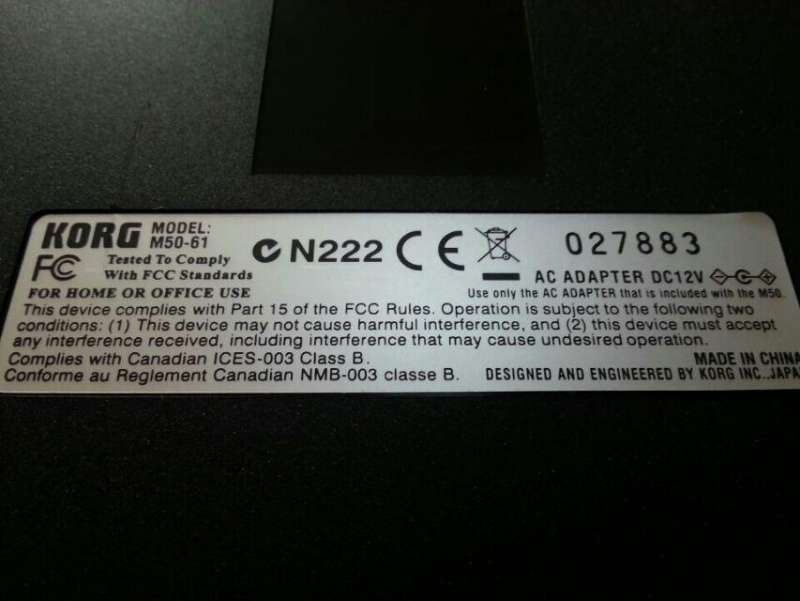 KORG MODEL:
M50-61
N222
CE
027883
FC Tested To Comply
With FCC Standards
AC ADAPTER DC12V
FOR HOME OR OFFICE USE
Use only the AC ADAPTER that is included with the M50.
This device complies with Part 15 of the FCC Rules. Operation is subject to the following two
conditions: (1) This device may not cause harmful interference, and (2) this device must accept
any interference received, including interference that may cause undesired operation.
Complies with Canadian ICES-003 Class B.
MADE IN CHINA
Conforme au Reglement Canadian NMB-003 classe B.
DESIGNED AND ENGINEERED BY KORG INC.,JAPAN